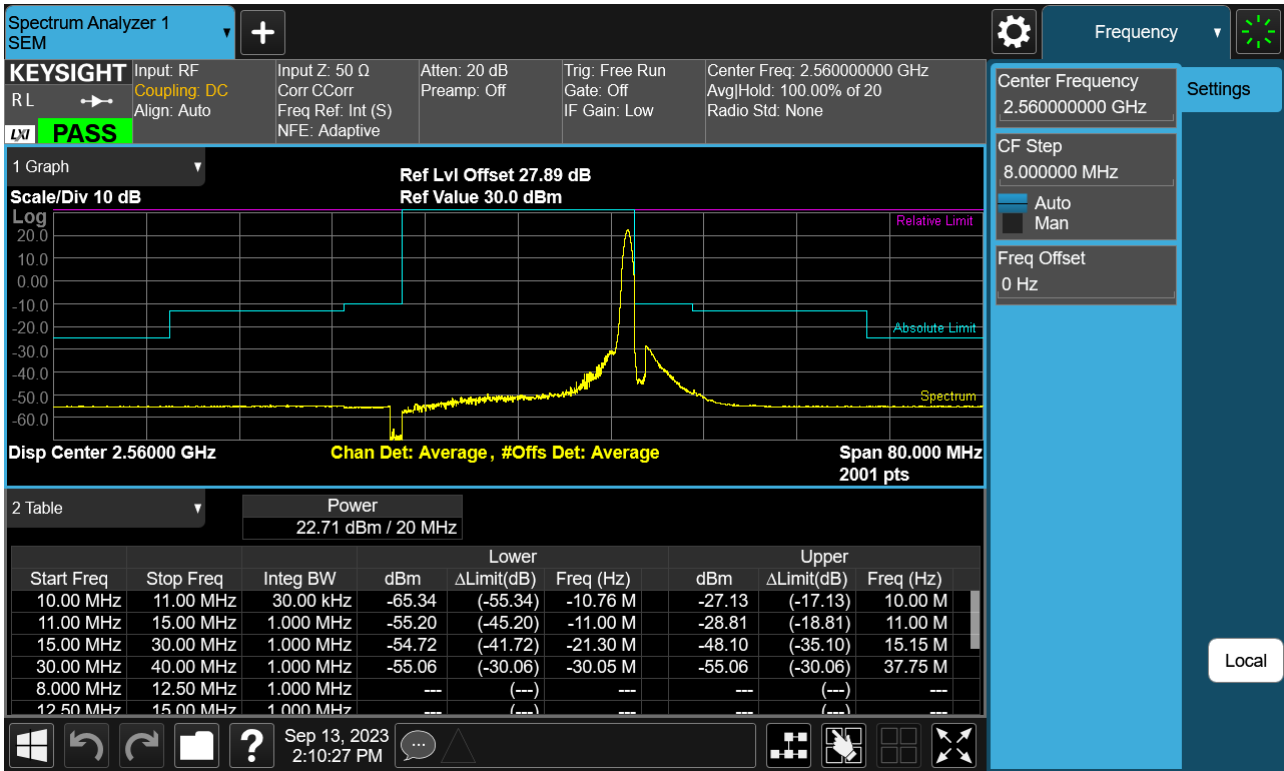 Spectrum Analyzer 1
SEM
Frequency
KEYSIGHT
R L
LXI PASS
Input: RF
Coupling: DC
Align: Auto
Input Z: 50 Ω
Corr CCorr
Freq Ref: Int (S)
NFE: Adaptive
Atten: 20 dB
Preamp: Off
Trig: Free Run
Gate: Off
IF Gain: Low
Center Freq: 2.560000000 GHz
Avg|Hold: 100.00% of 20
Radio Std: None
Center Frequency
2.560000000 GHz
Settings
CF Step
8.000000 MHz
Auto
Man
Freq Offset
0 Hz
1 Graph
Ref Lvl Offset 27.89 dB
Scale/Div 10 dB
Ref Value 30.0 dBm
Log
Relative Limit
20.0
10.0
0.00
-10.0
-20.0
Absolute Limit
-30.0
-40.0
-50.0
Spectrum
-60.0
Disp Center 2.56000 GHz
Chan Det: Average, #Offs Det: Average
Span 80.000 MHz
2001 pts
2 Table
Power
22.71 dBm / 20 MHz
Lower Upper
Start Freq Stop Freq Integ BW dBm ΔLimit(dB) Freq (Hz) dBm ΔLimit(dB) Freq (Hz)
10.00 MHz 11.00 MHz 30.00 kHz -65.34 (-55.34) -10.76 M -27.13 (-17.13) 10.00 M
11.00 MHz 15.00 MHz 1.000 MHz -55.20 (-45.20) -11.00 M -28.81 (-18.81) 11.00 M
15.00 MHz 30.00 MHz 1.000 MHz -54.72 (-41.72) -21.30 M -48.10 (-35.10) 15.15 M
30.00 MHz 40.00 MHz 1.000 MHz -55.06 (-30.06) -30.05 M -55.06 (-30.06) 37.75 M
8.000 MHz 12.50 MHz 1.000 MHz --- (---) --- --- (---) ---
12.50 MHz 15.00 MHz 1.000 MHz --- (---) --- --- (---) ---
Local
?
Sep 13, 2023
2:10:27 PM